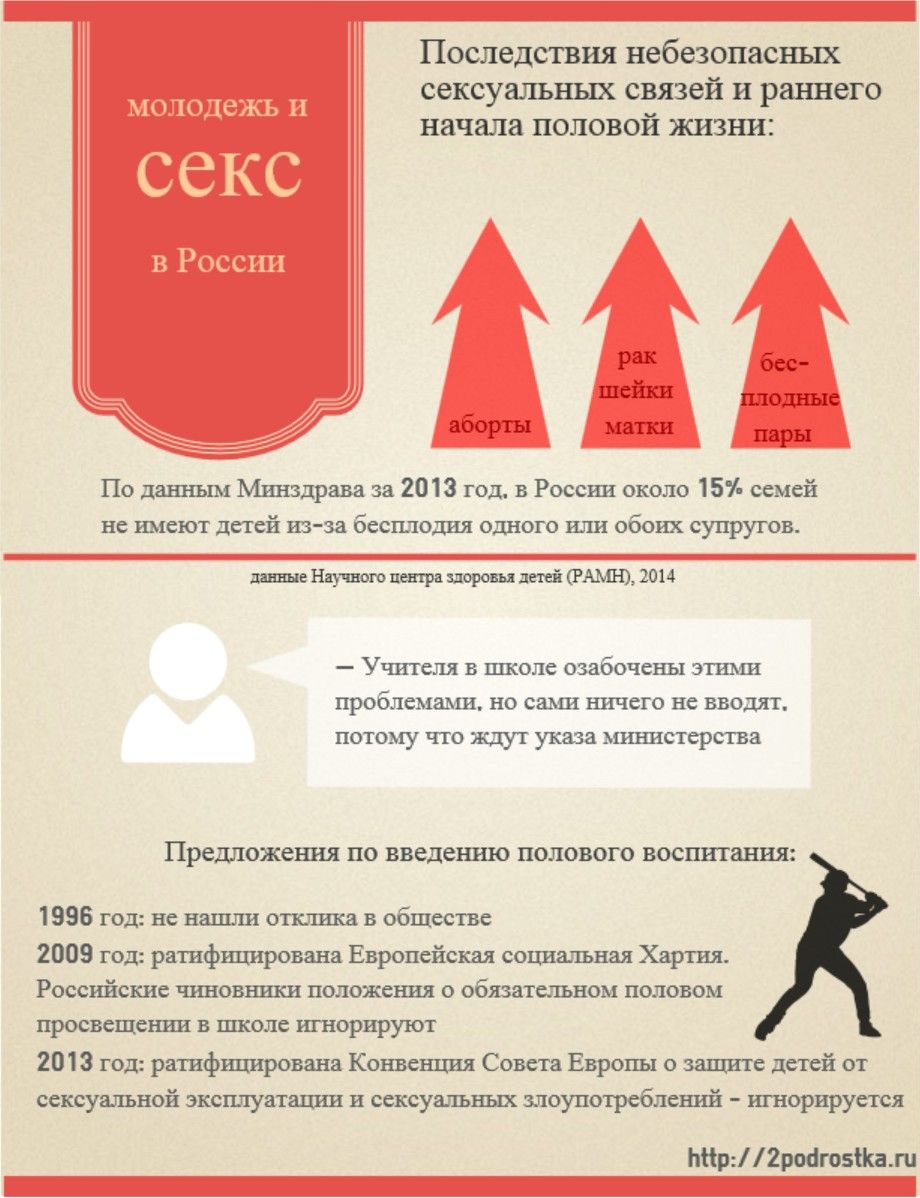 молодежь и
секс
в России
Последствия небезопасных
сексуальных связей и раннего
начала половой жизни:
аборты
рак
шейки
матки
бес-
плодные
пары
По данным Минздрава за 2013 год, в России около 15% семей
не имеют детей из-за бесплодия одного или обоих супругов.
данные Научного центра здоровья детей (РАМН), 2014
— Учителя в школе озабочены этими
проблемами, но сами ничего не вводят,
потому что ждут указа министерства
Предложения по введению полового воспитания:
1996 год: не нашли отклика в обществе
2009 год: ратифицирована Европейская социальная Хартия.
Российские чиновники положения о обязательном половом
просвещении в школе игнорируют
2013 год: ратифицирована Конвенция Совета Европы о защите детей от
сексуальной эксплуатации и сексуальных злоупотреблений - игнорируется
http://2podrostka.ru